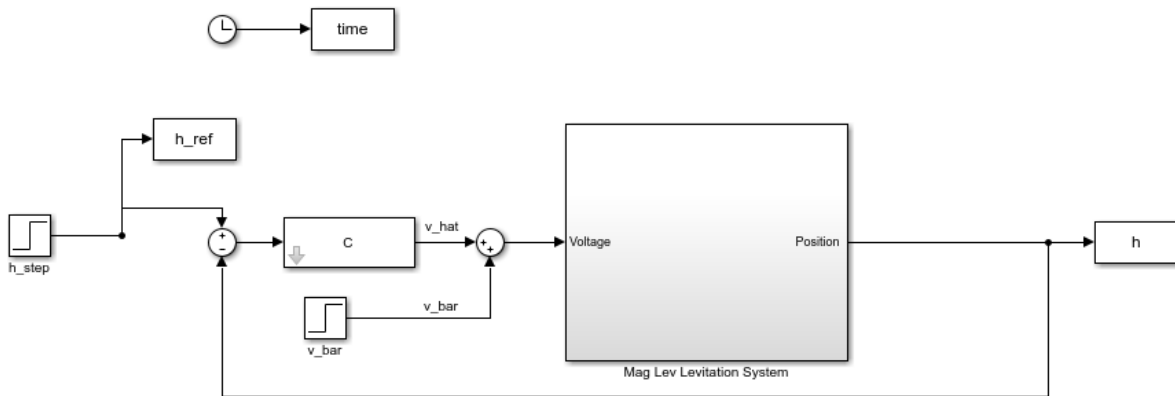 time
h_ref
h_step
+
−
C
v_hat
+
+
v_bar
v_bar
Voltage
Position
Mag Lev Levitation System
h